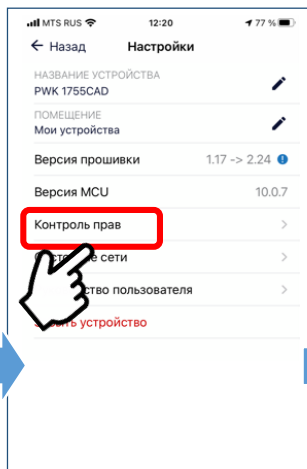 MTS RUS 12:20 77 %
Назад Настройки
НАЗВАНИЕ УСТРОЙСТВА
PWK 1755CAD
ПОМЕЩЕНИЕ
Мои устройства
Версия прошивки 1.17 -> 2.24
Версия MCU 10.0.7
Контроль прав
сети
пользователя
устройство